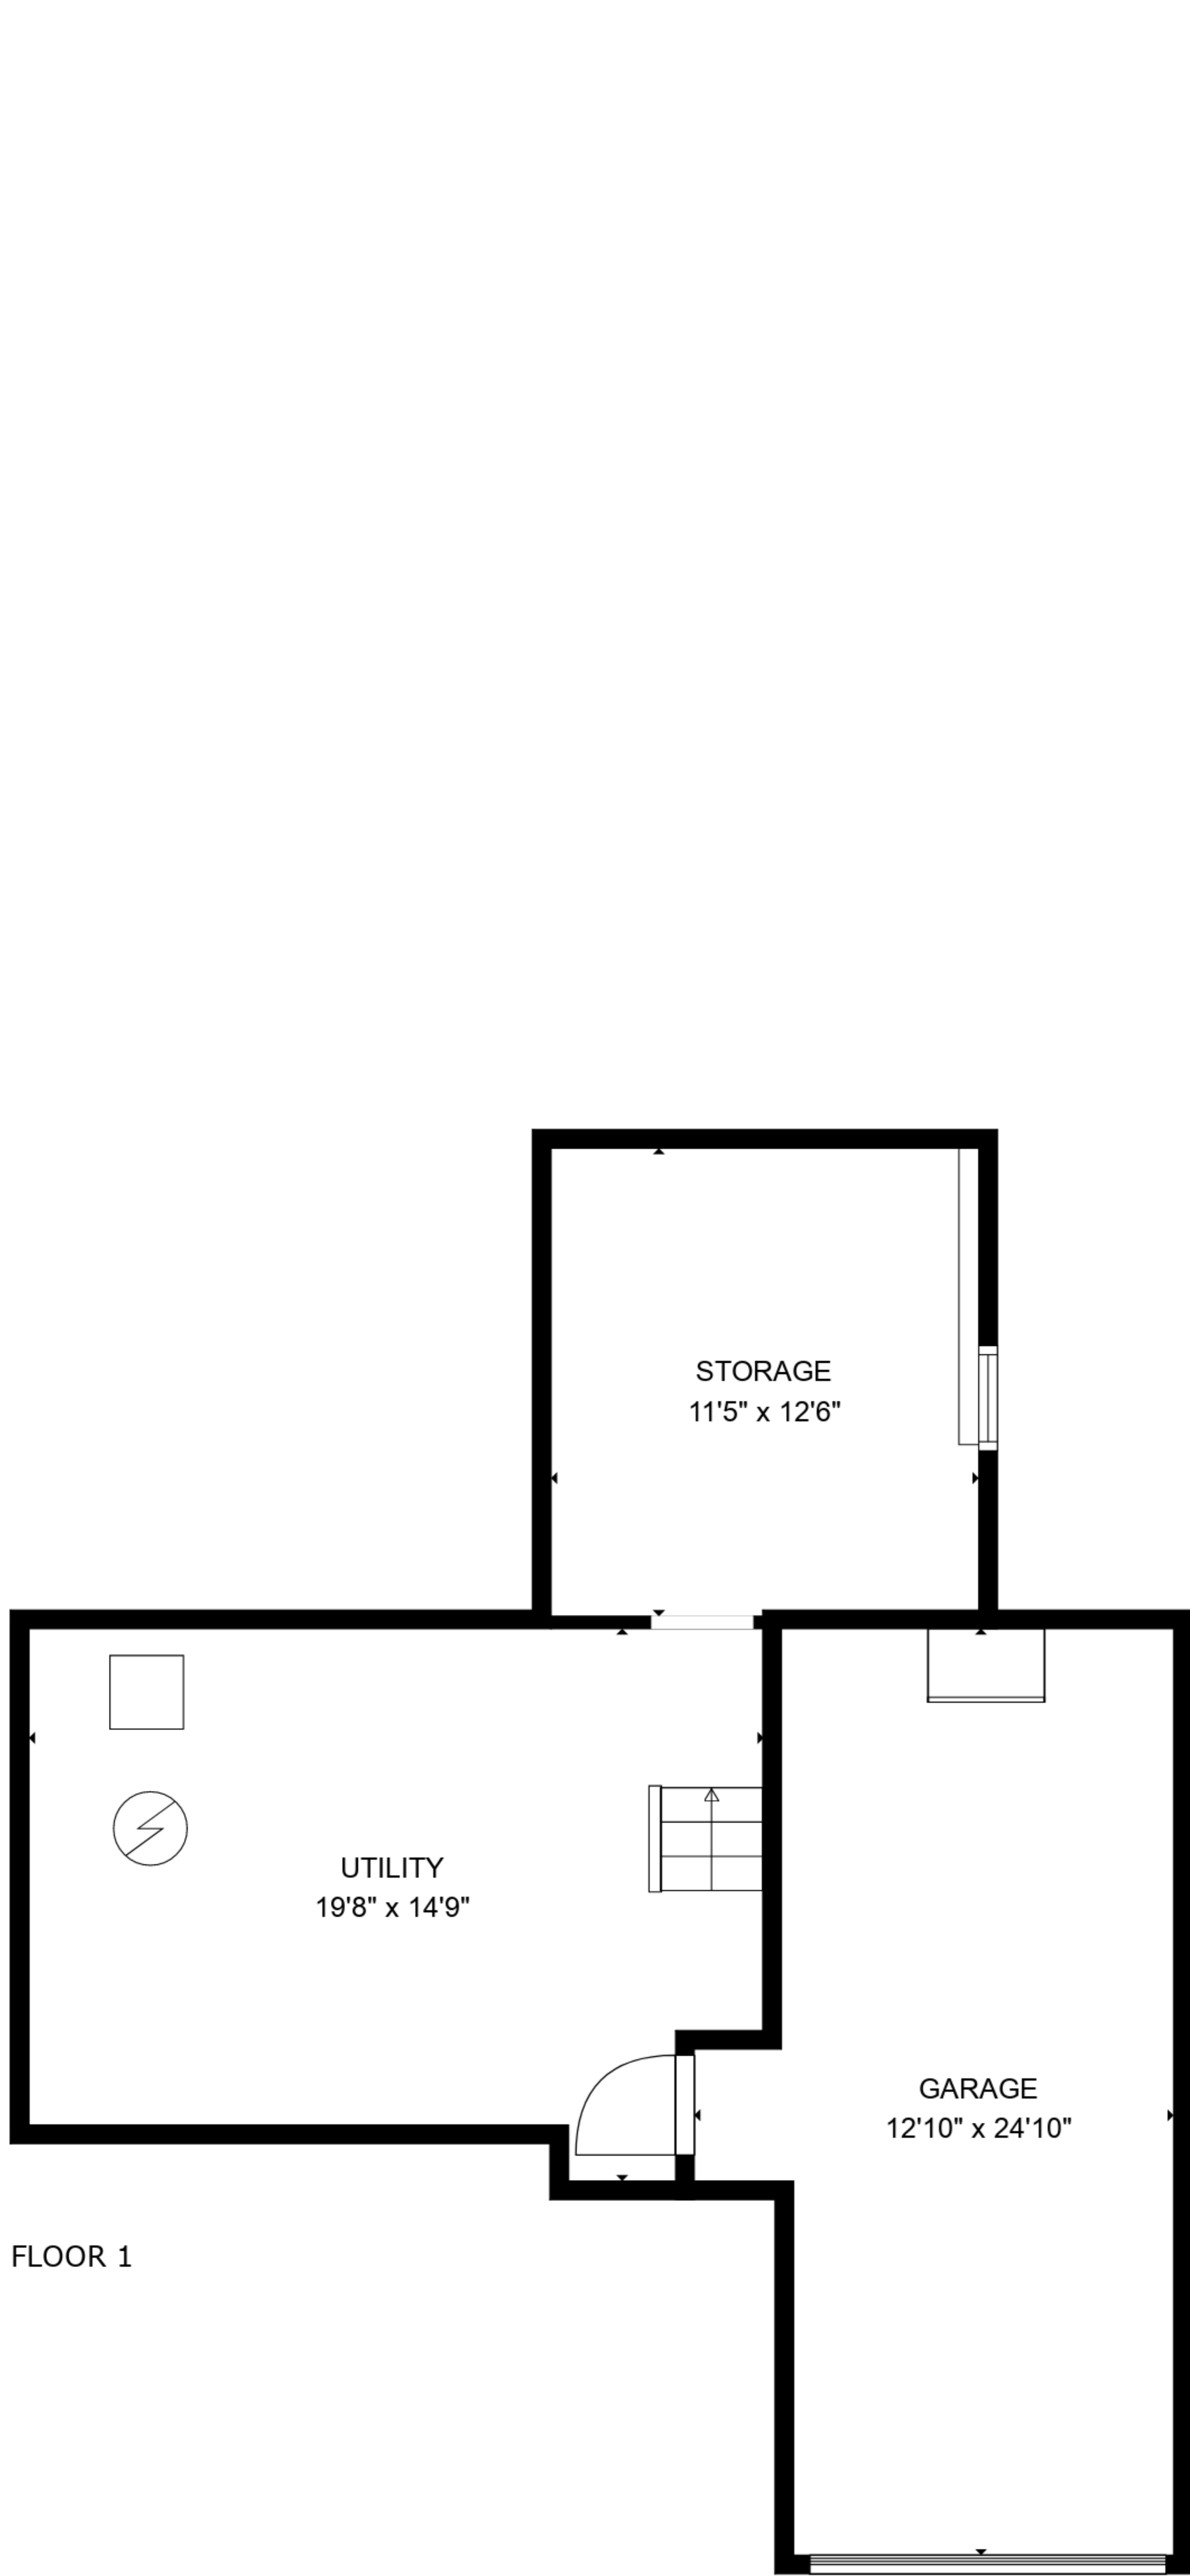 STORAGE
11'5" x 12'6"
UTILITY
19'8" x 14'9"
GARAGE
12'10" x 24'10"
FLOOR 1